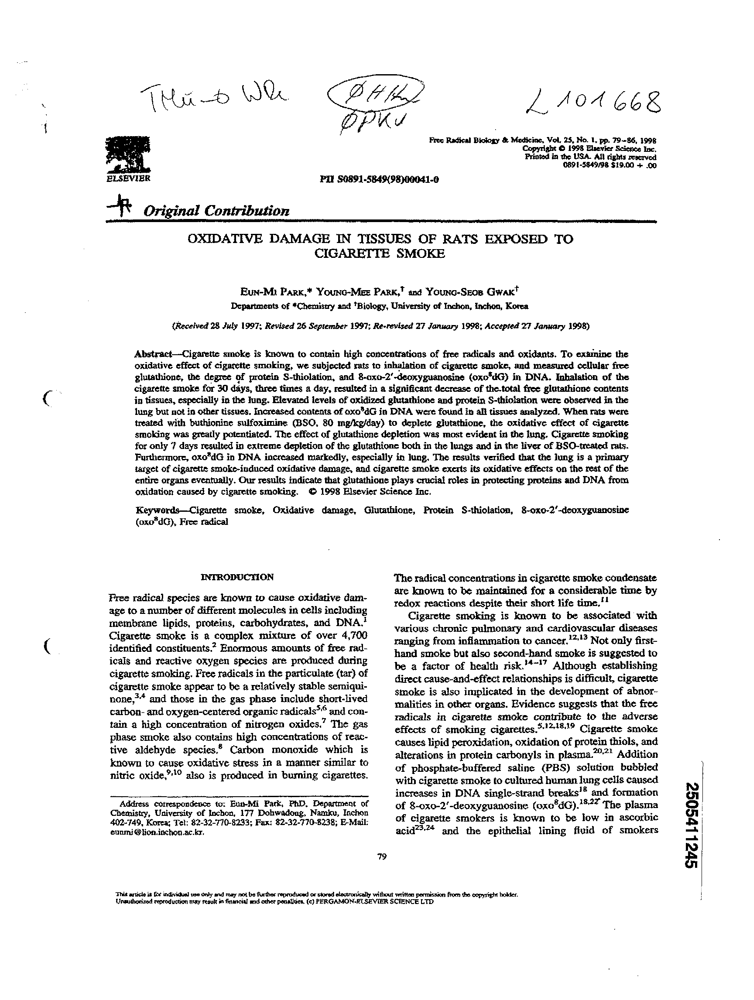 L101668
Free Radical Biology & Medicine, Vol. 25, No. 1, pp. 79–86, 1998
Copyright © 1998 Elsevier Science Inc.
Printed in the USA. All rights reserved
0891-5849/98 $19.00 + .00
ELSEVIER
PII S0891-5849(98)00041-0
Original Contribution
OXIDATIVE DAMAGE IN TISSUES OF RATS EXPOSED TO
CIGARETTE SMOKE
EUN-MI PARK,* YOUNG-MEE PARK,† and YOUNG-SEOB GWAK†
Departments of *Chemistry and †Biology, University of Inchon, Inchon, Korea
(Received 28 July 1997; Revised 26 September 1997; Re-revised 27 January 1998; Accepted 27 January 1998)
Abstract—Cigarette smoke is known to contain high concentrations of free radicals and oxidants. To examine the
oxidative effect of cigarette smoking, we subjected rats to inhalation of cigarette smoke, and measured cellular free
glutathione, the degree of protein S-thiolation, and 8-oxo-2′-deoxyguanosine (oxo⁸dG) in DNA. Inhalation of the
cigarette smoke for 30 days, three times a day, resulted in a significant decrease of the total free glutathione contents
in tissues, especially in the lung. Elevated levels of oxidized glutathione and protein S-thiolation were observed in the
lung but not in other tissues. Increased contents of oxo⁸dG in DNA were found in all tissues analyzed. When rats were
treated with buthionine sulfoximine (BSO, 80 mg/kg/day) to deplete glutathione, the oxidative effect of cigarette
smoking was greatly potentiated. The effect of glutathione depletion was most evident in the lung. Cigarette smoking
for only 7 days resulted in extreme depletion of the glutathione both in the lungs and in the liver of BSO-treated rats.
Furthermore, oxo⁸dG in DNA increased markedly, especially in lung. The results verified that the lung is a primary
target of cigarette smoke-induced oxidative damage, and cigarette smoke exerts its oxidative effects on the rest of the
entire organs eventually. Our results indicate that glutathione plays crucial roles in protecting proteins and DNA from
oxidation caused by cigarette smoking. © 1998 Elsevier Science Inc.
Keywords—Cigarette smoke, Oxidative damage, Glutathione, Protein S-thiolation, 8-oxo-2′-deoxyguanosine
(oxo⁸dG), Free radical
INTRODUCTION
Free radical species are known to cause oxidative dam-
age to a number of different molecules in cells including
membrane lipids, proteins, carbohydrates, and DNA.¹
Cigarette smoke is a complex mixture of over 4,700
identified constituents.² Enormous amounts of free rad-
icals and reactive oxygen species are produced during
cigarette smoking. Free radicals in the particulate (tar) of
cigarette smoke appear to be a relatively stable semiqui-
none,³,⁴ and those in the gas phase include short-lived
carbon- and oxygen-centered organic radicals⁵,⁶ and con-
tain a high concentration of nitrogen oxides.⁷ The gas
phase smoke also contains high concentrations of reac-
tive aldehyde species.⁸ Carbon monoxide which is
known to cause oxidative stress in a manner similar to
nitric oxide,⁹,¹⁰ also is produced in burning cigarettes.
Address correspondence to: Eun-Mi Park, PhD, Department of
Chemistry, University of Inchon, 177 Dohwadong, Namku, Inchon
402-749, Korea; Tel: 82-32-770-8233; Fax: 82-32-770-8238; E-Mail:
eunmi@lion.inchon.ac.kr.
The radical concentrations in cigarette smoke condensate
are known to be maintained for a considerable time by
redox reactions despite their short life time.¹¹
Cigarette smoking is known to be associated with
various chronic pulmonary and cardiovascular diseases
ranging from inflammation to cancer.¹²,¹³ Not only first-
hand smoke but also second-hand smoke is suggested to
be a factor of health risk.¹⁴⁻¹⁷ Although establishing
direct cause-and-effect relationships is difficult, cigarette
smoke is also implicated in the development of abnor-
malities in other organs. Evidence suggests that the free
radicals in cigarette smoke contribute to the adverse
effects of smoking cigarettes.⁵,¹²,¹⁸,¹⁹ Cigarette smoke
causes lipid peroxidation, oxidation of protein thiols, and
alterations of protein carbonyls in plasma.²⁰,²¹ Addition
of phosphate-buffered saline (PBS) solution bubbled
with cigarette smoke to cultured human lung cells caused
increases in DNA single-strand breaks¹⁸ and formation
of 8-oxo-2′-deoxyguanosine (oxo⁸dG).¹⁸,²² The plasma
of cigarette smokers is known to be low in ascorbic
acid²³,²⁴ and the epithelial lining fluid of smokers
79
This article is for individual use only and may not be further reproduced or stored electronically without written permission from the copyright holder.
Unauthorized reproduction may result in financial and other penalties. (c) PERGAMON-ELSEVIER SCIENCE LTD
2505411245